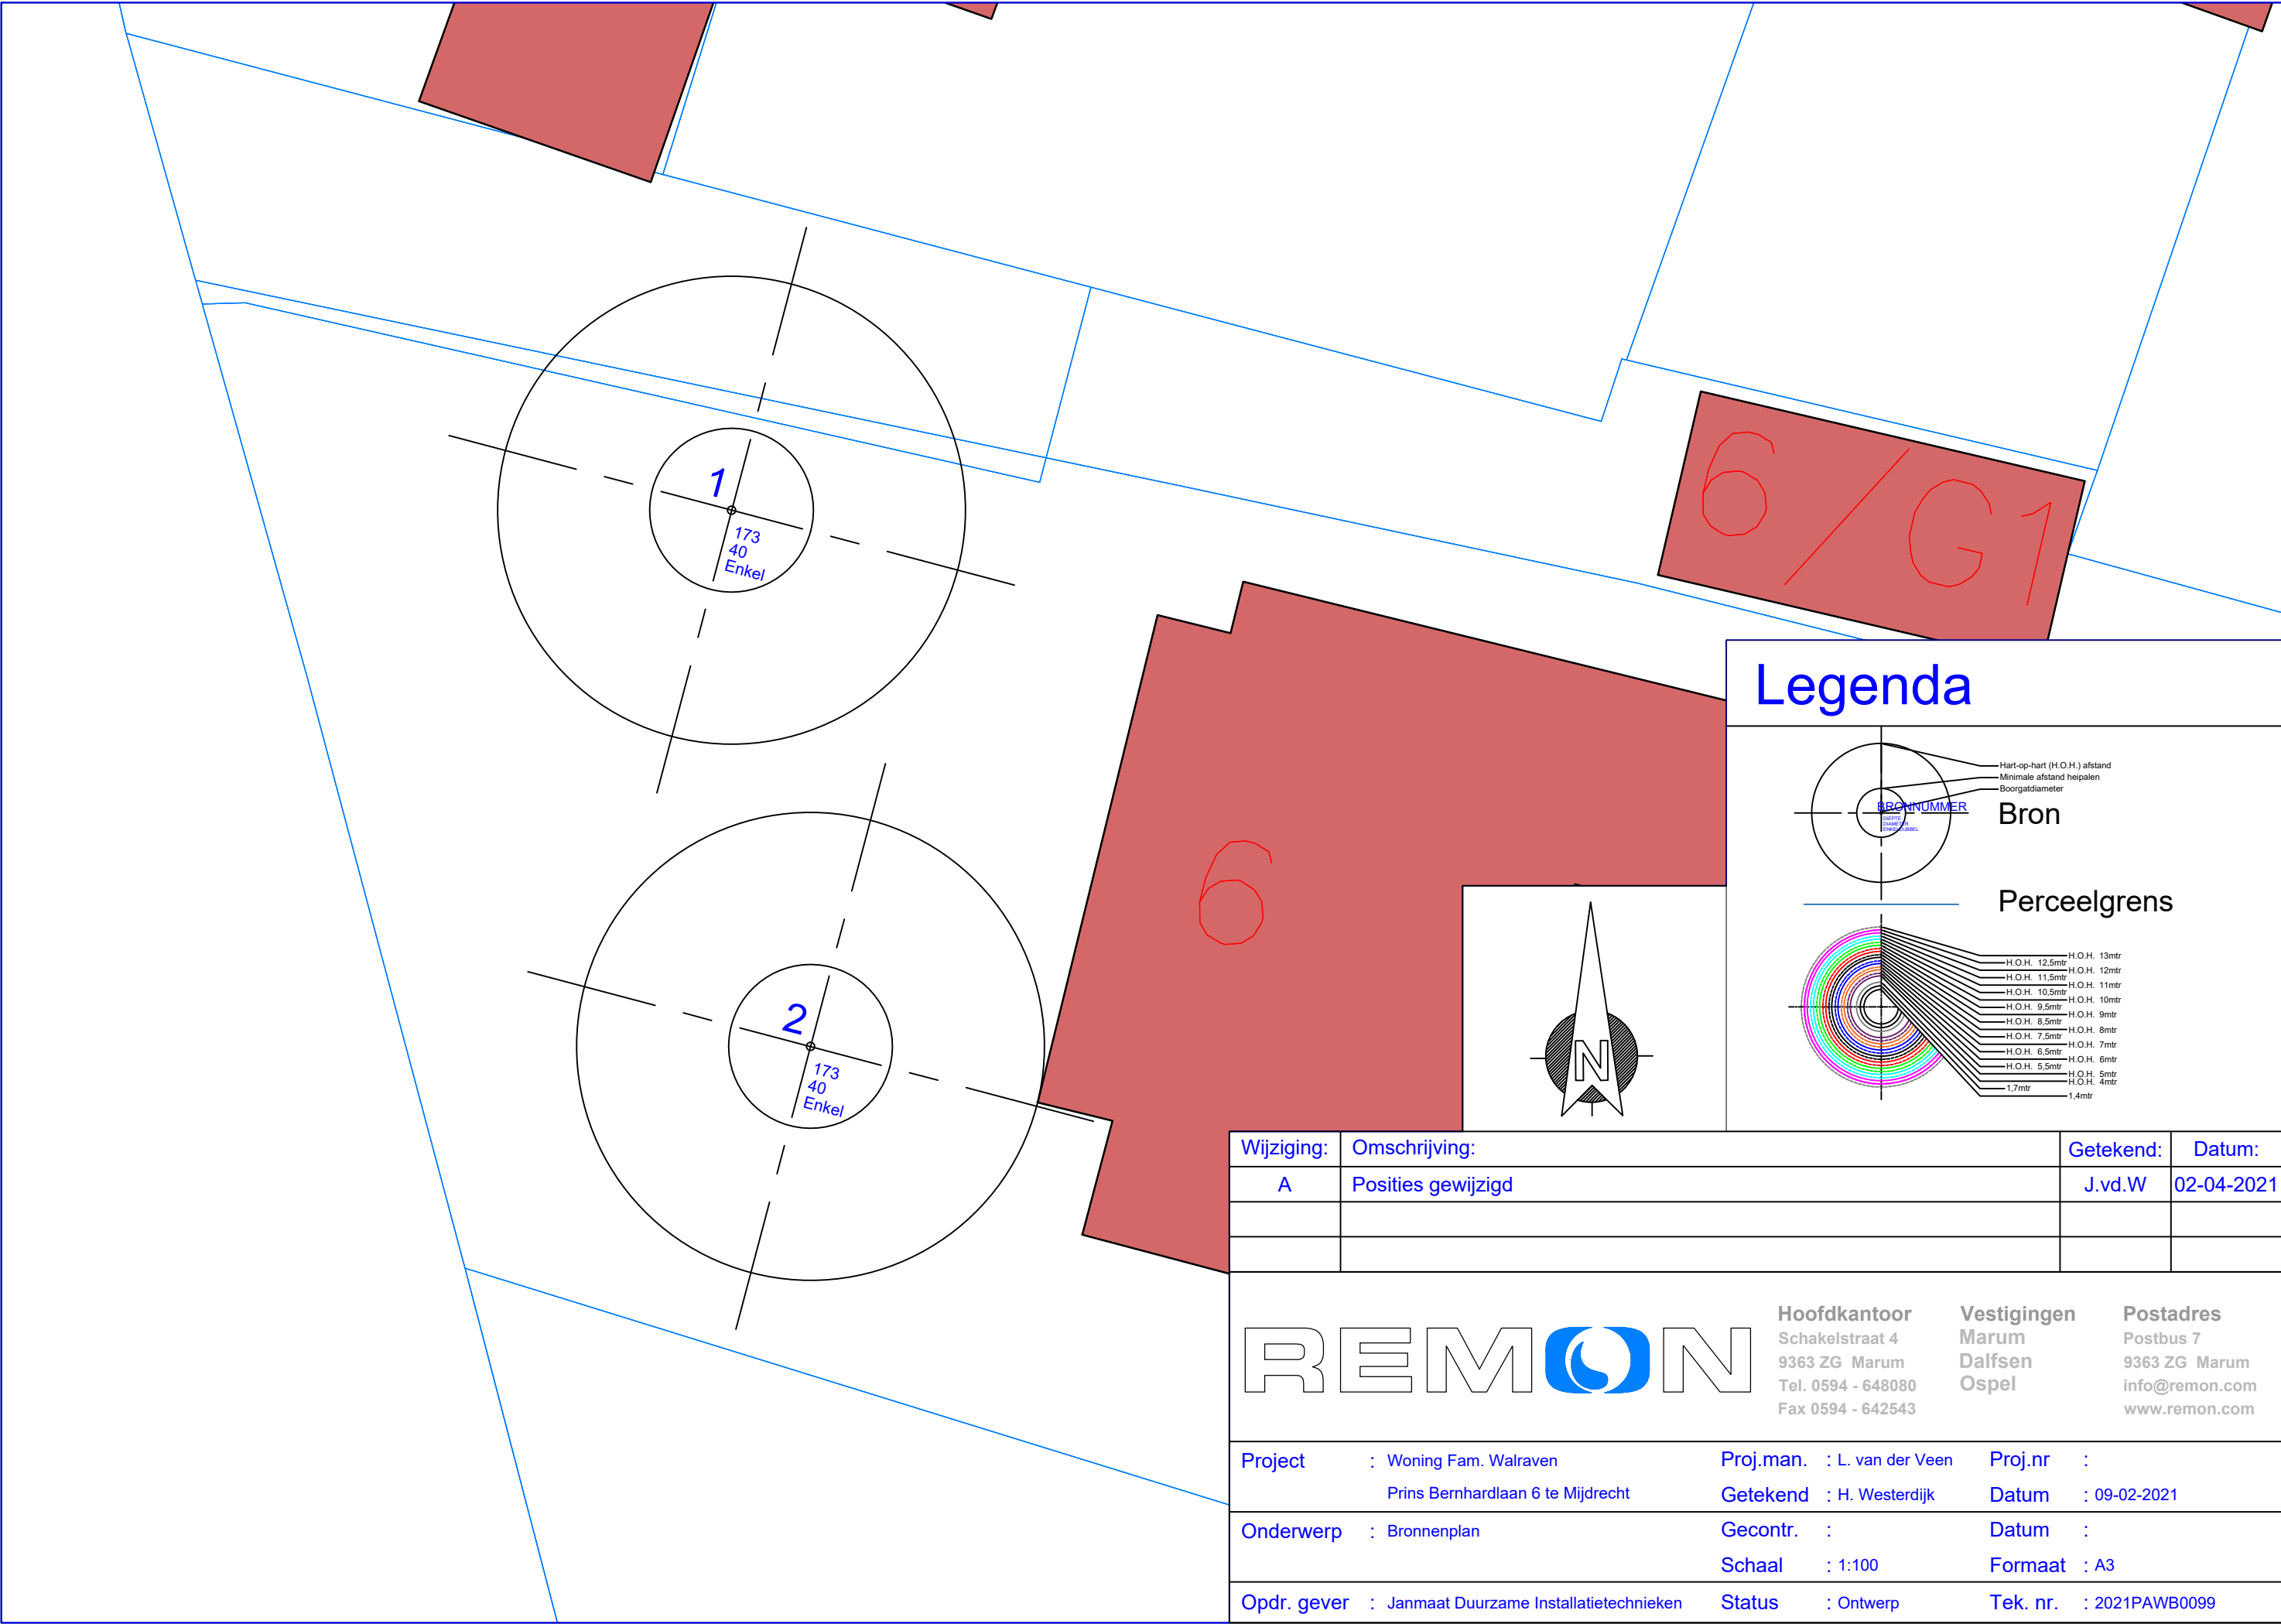 1
173
40
Enkel
2
173
40
Enkel
6
6/G1
Legenda
Hart-op-hart (H.O.H.) afstand
Minimale afstand heipalen
Boorgatdiameter
BRONNUMMER
DIEPTE
DIAMETER
ENKEL/DUBBEL
Bron
Perceelgrens
H.O.H. 13mtr
H.O.H. 12,5mtr
H.O.H. 12mtr
H.O.H. 11,5mtr
H.O.H. 11mtr
H.O.H. 10,5mtr
H.O.H. 10mtr
H.O.H. 9,5mtr
H.O.H. 9mtr
H.O.H. 8,5mtr
H.O.H. 8mtr
H.O.H. 7,5mtr
H.O.H. 7mtr
H.O.H. 6,5mtr
H.O.H. 6mtr
H.O.H. 5,5mtr
H.O.H. 5mtr
H.O.H. 4mtr
1,7mtr
1,4mtr
N
Wijziging: Omschrijving: Getekend: Datum:
A Posities gewijzigd J.vd.W 02-04-2021
REMON
Hoofdkantoor
Schakelstraat 4
9363 ZG Marum
Tel. 0594 - 648080
Fax 0594 - 642543
Vestigingen
Marum
Dalfsen
Ospel
Postadres
Postbus 7
9363 ZG Marum
info@remon.com
www.remon.com
Project : Woning Fam. Walraven Proj.man. : L. van der Veen Proj.nr :
Prins Bernhardlaan 6 te Mijdrecht Getekend : H. Westerdijk Datum : 09-02-2021
Onderwerp : Bronnenplan Gecontr. : Datum :
Schaal : 1:100 Formaat : A3
Opdr. gever : Janmaat Duurzame Installatietechnieken Status : Ontwerp Tek. nr. : 2021PAWB0099